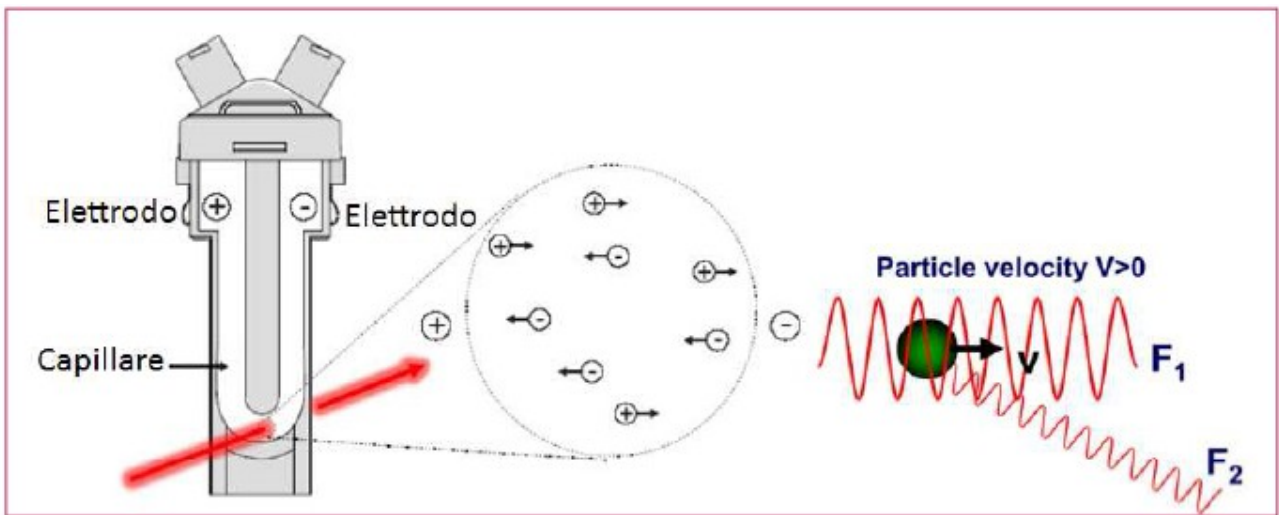 Elettrodo
+
-
Elettrodo
Capillare
+
+
+
-
+
-
-
-
+
+
-
Particle velocity V>0
V
F1
F2